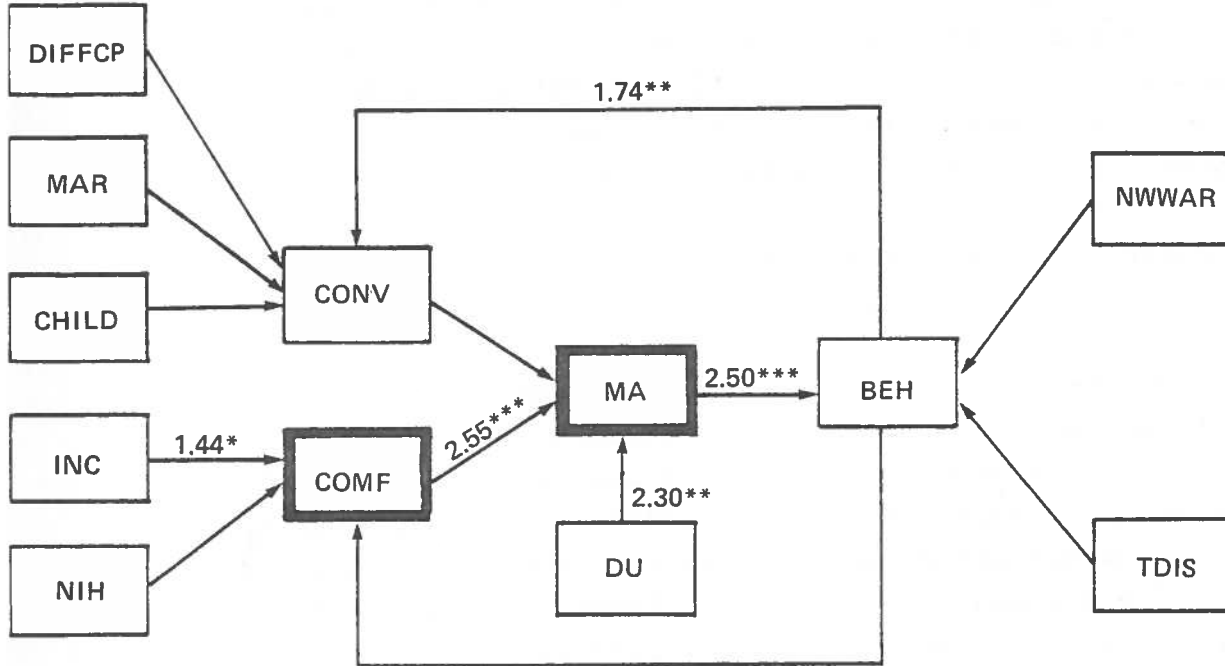 DIFFCP
1.74**
MAR
NWWAR
CONV
CHILD
MA
2.50***
BEH
2.55***
INC
1.44*
COMF
2.30**
DU
TDIS
NIH